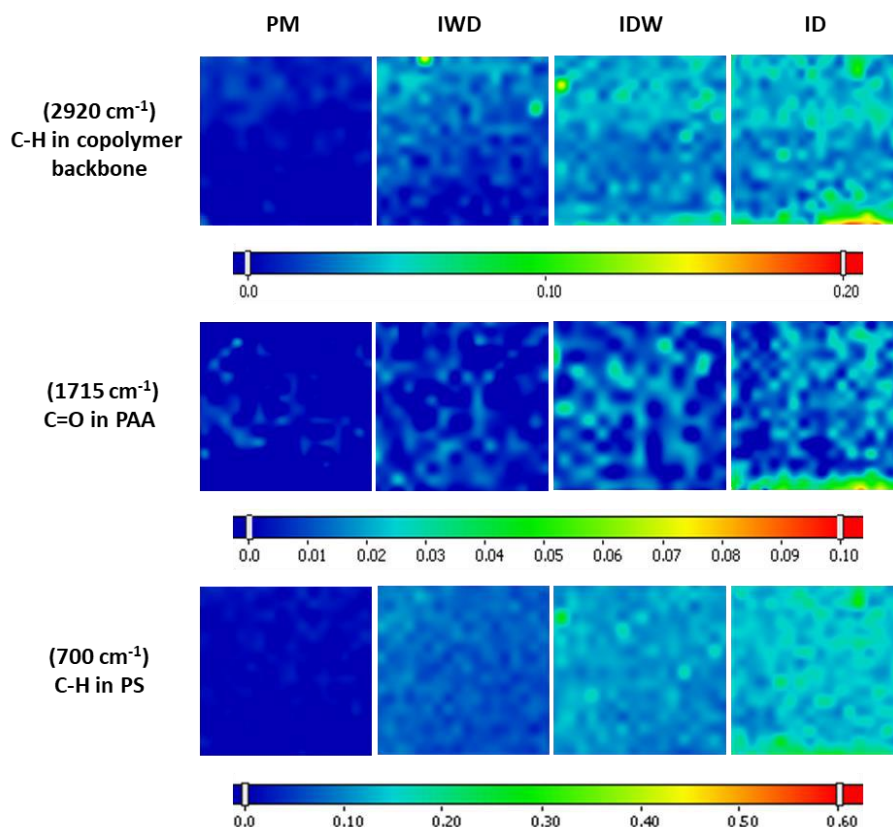 PM IWD IDW ID
(2920 cm⁻¹)
C-H in copolymer
backbone
0.0 0.10 0.20
(1715 cm⁻¹)
C=O in PAA
0.0 0.01 0.02 0.03 0.04 0.05 0.06 0.07 0.08 0.09 0.10
(700 cm⁻¹)
C-H in PS
0.0 0.10 0.20 0.30 0.40 0.50 0.60